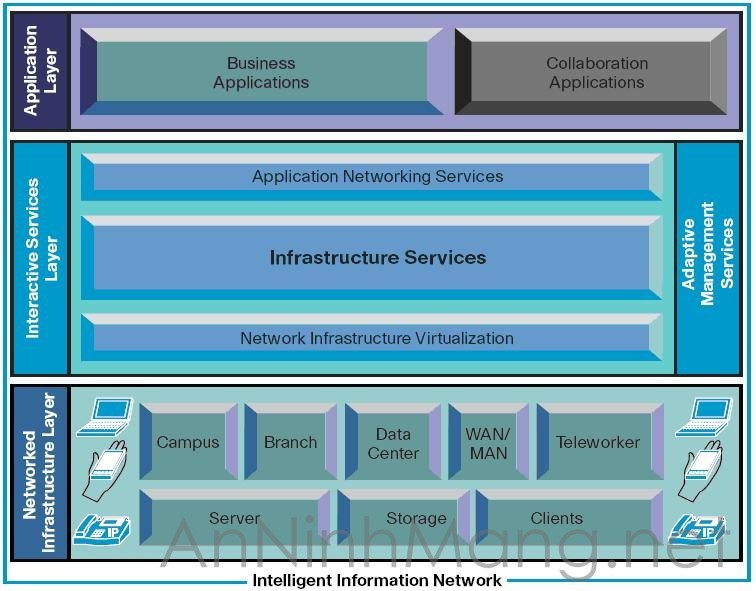 Application
Layer
Business
Applications
Collaboration
Applications
Interactive Services
Layer
Application Networking Services
Infrastructure Services
Network Infrastructure Virtualization
Adaptive
Management
Services
Networked
Infrastructure Layer
Campus
Branch
Data
Center
WAN/
MAN
Teleworker
Server
Storage
Clients
IP
IP
AnNinhMang.net
Intelligent Information Network